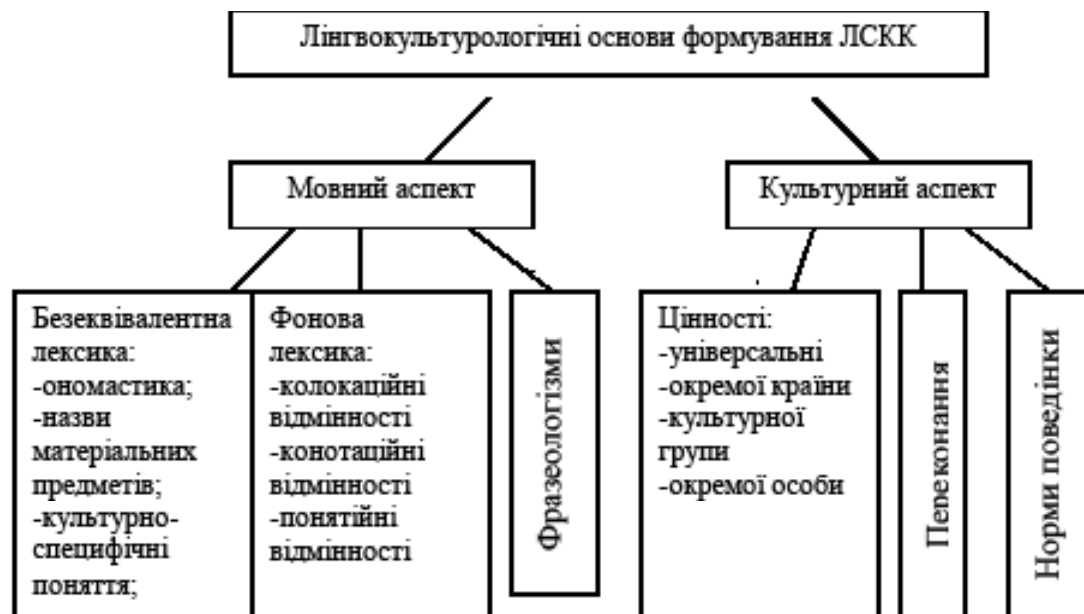 Лінгвокультурологічні основи формування ЛСКК
Мовний аспект
Культурний аспект
Безеквівалентна
лексика:
-ономастика;
-назви
матеріальних
предметів;
-культурно-
специфічні
поняття;
Фонова
лексика:
-колокаційні
відмінності
-конотаційні
відмінності
-понятійні
відмінності
Фразеологізми
Цінності:
-універсальні
-окремої країни
-культурної
групи
-окремої особи
Переконання
Норми поведінки